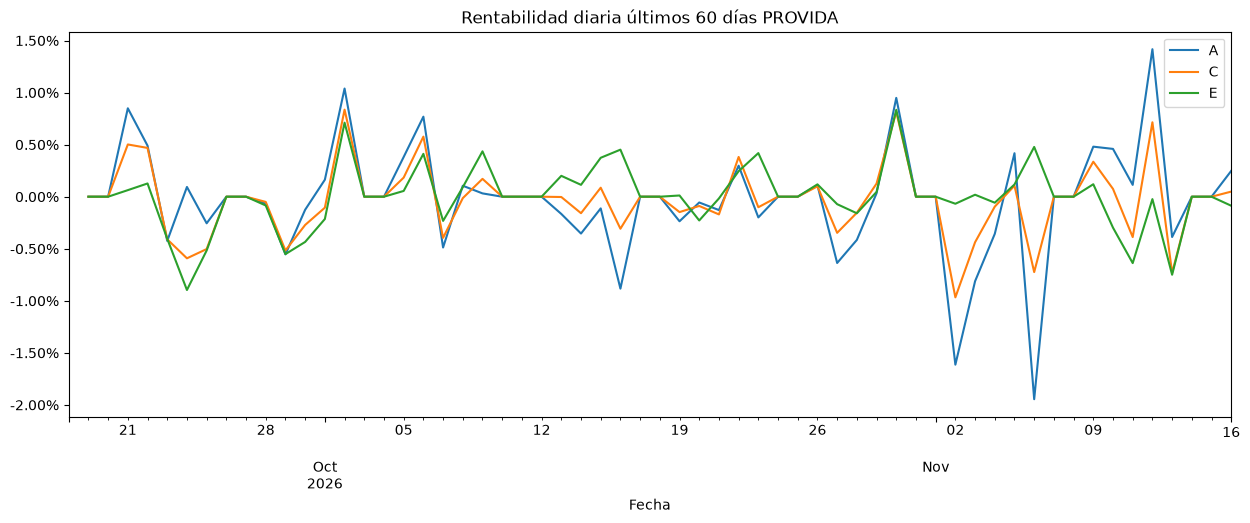 Rentabilidad diaria últimos 60 días PROVIDA
1.50%
1.00%
0.50%
0.00%
-0.50%
-1.00%
-1.50%
-2.00%
A
C
E
21 28 05 12 19 26 02 09 16
Oct Nov
2026
Fecha